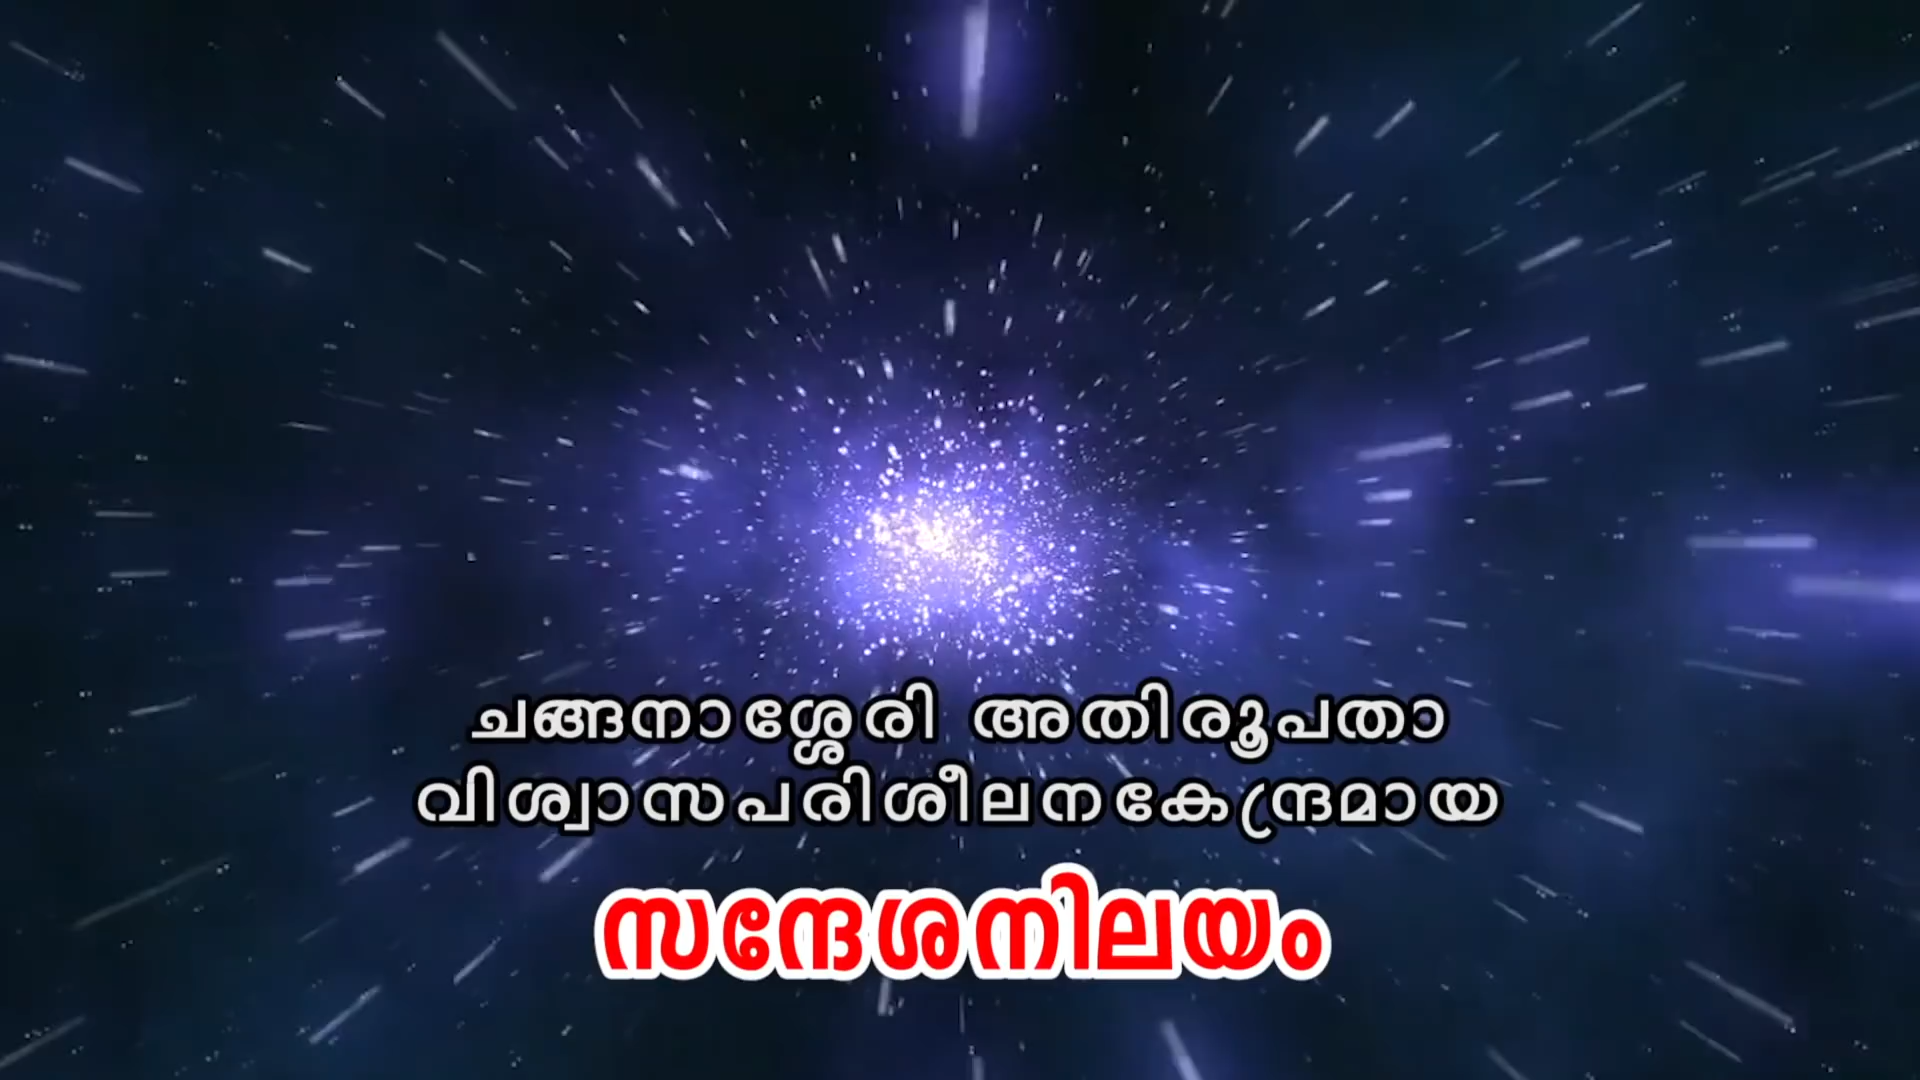 ചങ്ങനാശ്ശേരി അതിരൂപതാ
വിശ്വാസപരിശീലനകേന്ദ്രമായ
സന്ദേശനിലയം